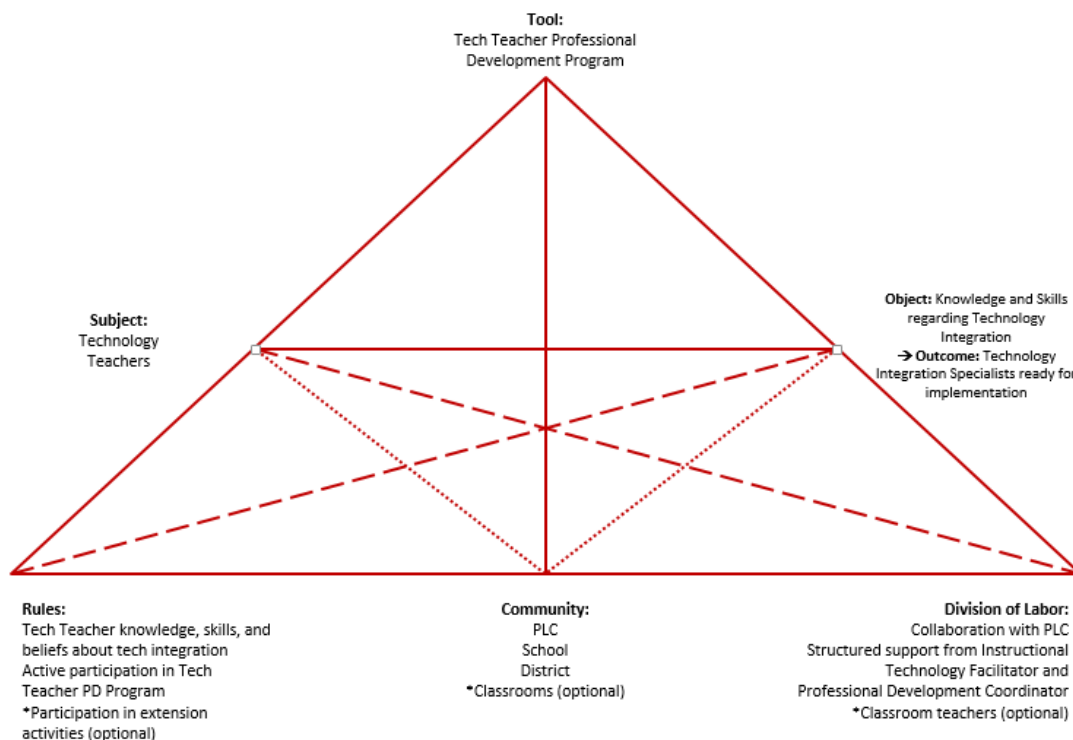 Tool:
Tech Teacher Professional
Development Program
Subject:
Technology
Teachers
Object: Knowledge and Skills
regarding Technology
Integration
→ Outcome: Technology
Integration Specialists ready for
implementation
Rules:
Tech Teacher knowledge, skills, and
beliefs about tech integration
Active participation in Tech
Teacher PD Program
*Participation in extension
activities (optional)
Community:
PLC
School
District
*Classrooms (optional)
Division of Labor:
Collaboration with PLC
Structured support from Instructional
Technology Facilitator and
Professional Development Coordinator
*Classroom teachers (optional)